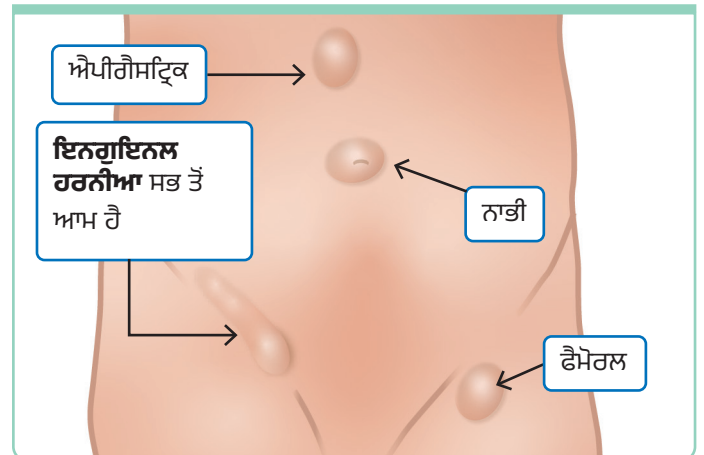 ਐਪੀਗੈਸਟ੍ਰਿਕ
ਇਨਗੁਇਨਲ
ਹਰਨੀਆ ਸਭ ਤੋਂ
ਆਮ ਹੈ
ਨਾਭੀ
ਫੈਮੋਰਲ